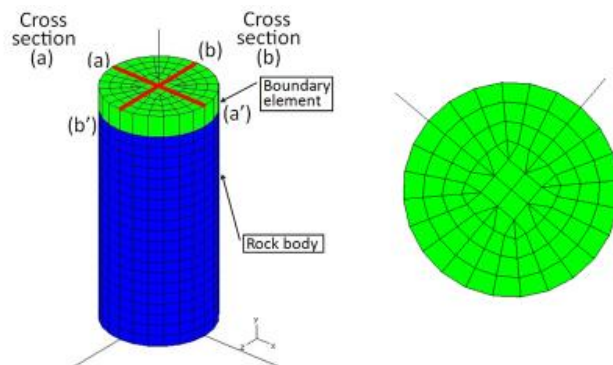 Cross
section
(a)
Cross
section
(b)
(a)
(b)
Boundary
element
(b’)
(a’)
Rock body
y
z
x